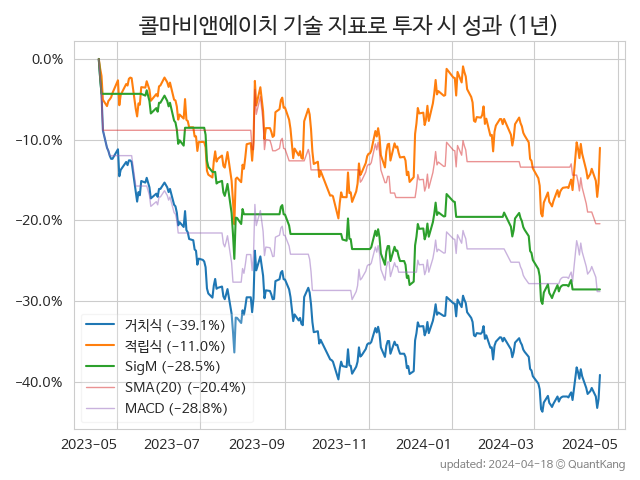 콜마비앤에이치 기술 지표로 투자 시 성과 (1년)
0.0%
−10.0%
−20.0%
−30.0%
−40.0%
거치식 (−39.1%)
적립식 (−11.0%)
SigM (−28.5%)
SMA(20) (−20.4%)
MACD (−28.8%)
2023-05 2023-07 2023-09 2023-11 2024-01 2024-03 2024-05
updated: 2024-04-18 © QuantKang